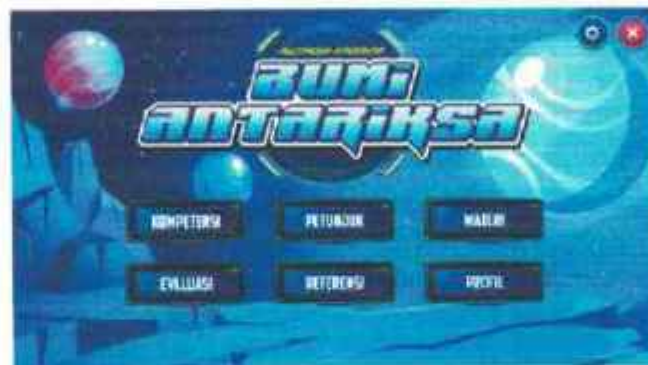 BUMI
ANTARIKSA
KOMPETENSI
PETUNJUK
MATERI
EVALUASI
REFERENSI
PROFIL